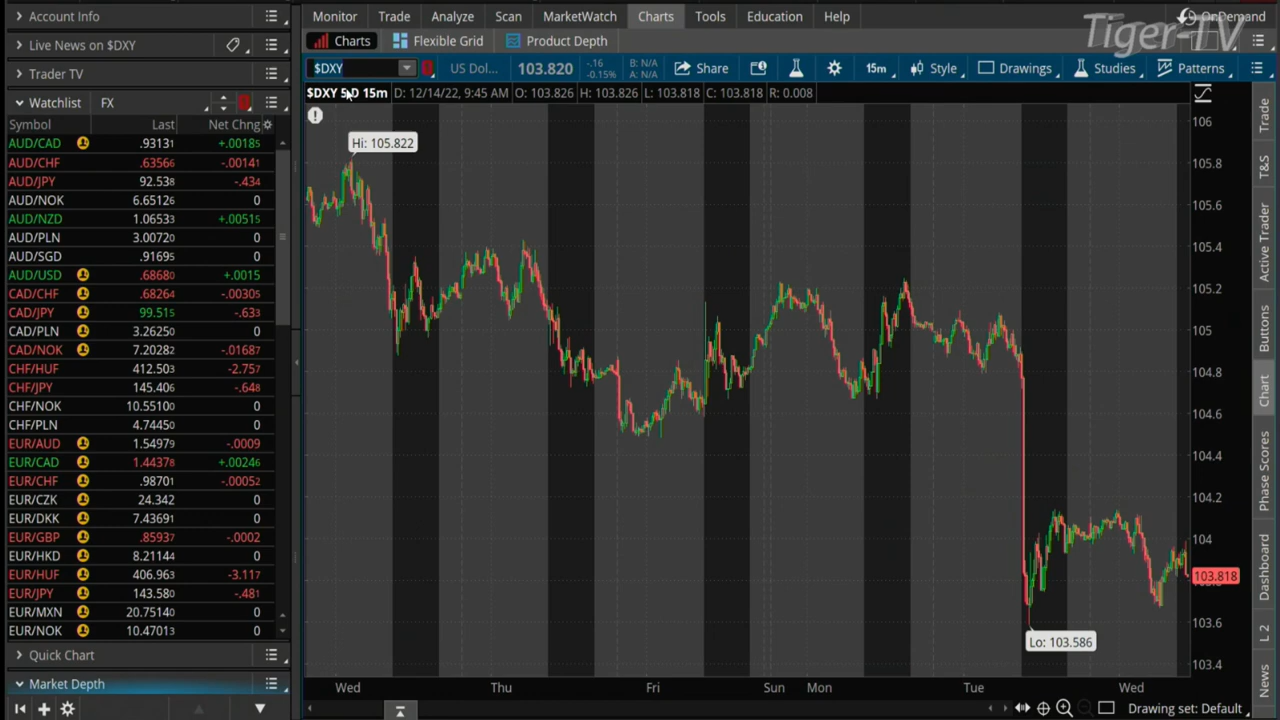 Account Info
Live News on $DXY
Trader TV
Watchlist FX
Symbol Last Net Chng
AUD/CAD .93131 +.00185
AUD/CHF .63566 -.00141
AUD/JPY 92.538 -.434
AUD/NOK 6.65126 0
AUD/NZD 1.06533 +.00515
AUD/PLN 3.00720 0
AUD/SGD .91695 0
AUD/USD .68680 +.0015
CAD/CHF .68264 -.00305
CAD/JPY 99.515 -.633
CAD/PLN 3.26250 0
CAD/NOK 7.20282 -.01687
CHF/HUF 412.503 -2.757
CHF/JPY 145.406 -.648
CHF/NOK 10.55100 0
CHF/PLN 4.74450 0
EUR/AUD 1.54979 -.0009
EUR/CAD 1.44378 +.00246
EUR/CHF .98701 -.00052
EUR/CZK 24.342 0
EUR/DKK 7.43691 0
EUR/GBP .85937 -.0002
EUR/HKD 8.21144 0
EUR/HUF 406.963 -3.117
EUR/JPY 143.580 -.481
EUR/MXN 20.75140 0
EUR/NOK 10.47013 0
Quick Chart
Market Depth
Monitor Trade Analyze Scan MarketWatch Charts Tools Education Help
OnDemand
Tiger-TV
Charts Flexible Grid Product Depth
$DXY US Dol... 103.820 -.16 -0.15% B: N/A A: N/A Share 15m Style Drawings Studies Patterns
$DXY 5 D 15m D: 12/14/22, 9:45 AM O: 103.826 H: 103.826 L: 103.818 C: 103.818 R: 0.008
Hi: 105.822
Lo: 103.586
106
105.8
105.6
105.4
105.2
105
104.8
104.6
104.4
104.2
104
103.818
103.6
103.4
Wed Thu Fri Sun Mon Tue Wed
Drawing set: Default
Trade
T&S
Active Trader
Buttons
Chart
Phase Scores
Dashboard
L 2
News